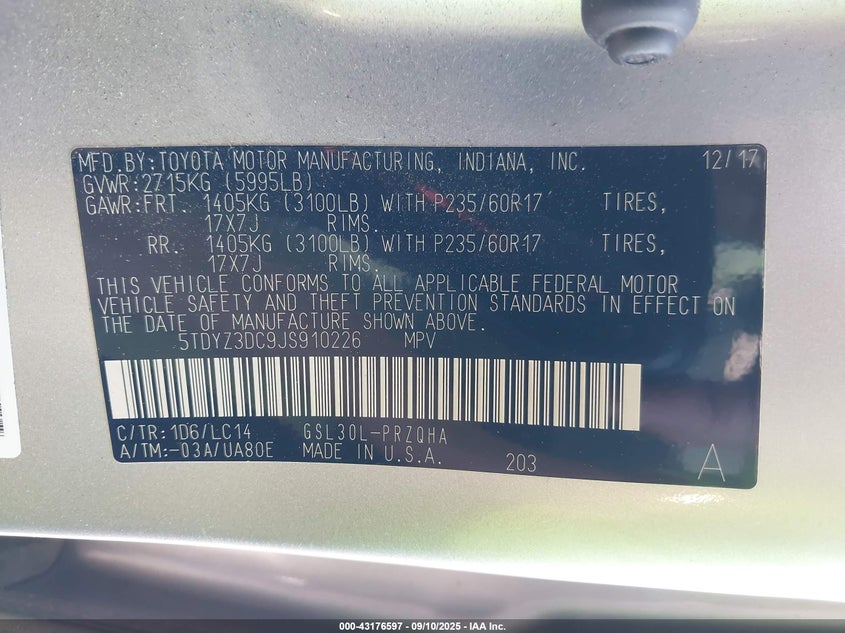 MFD.BY:TOYOTA MOTOR MANUFACTURING, INDIANA, INC. 12/17
GVWR:2715KG (5995LB)
GAWR:FRT. 1405KG (3100LB) WITH P235/60R17 TIRES,
17X7J RIMS.
RR. 1405KG (3100LB) WITH P235/60R17 TIRES,
17X7J RIMS.
THIS VEHICLE CONFORMS TO ALL APPLICABLE FEDERAL MOTOR
VEHICLE SAFETY AND THEFT PREVENTION STANDARDS IN EFFECT ON
THE DATE OF MANUFACTURE SHOWN ABOVE.
5TDYZ3DC9JS910226 MPV
C/TR:1D6/LC14 GSL30L-PRZQHA
A/TM:-03A/UA80E MADE IN U.S.A. 203 A
000-43176597 - 09/10/2025 - IAA Inc.